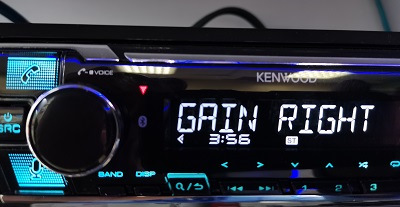 VOICE
KENWOOD
GAIN RIGHT
3:56
ST
SRC
BAND DISP
1 2 3